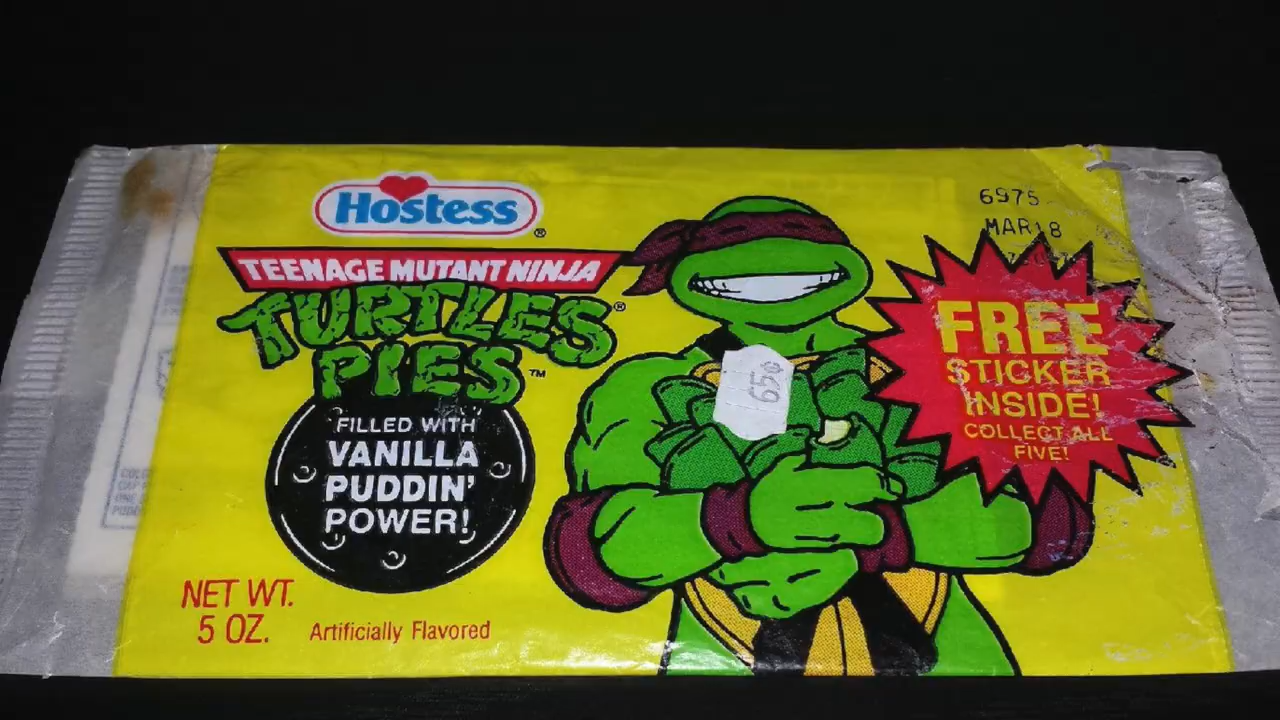 Hostess®
TEENAGE MUTANT NINJA
TURTLES®
PIES™
FILLED WITH
VANILLA
PUDDIN'
POWER!
NET WT.
5 OZ.
Artificially Flavored
65¢
6975
MAR 18
FREE
STICKER
INSIDE!
COLLECT ALL
FIVE!